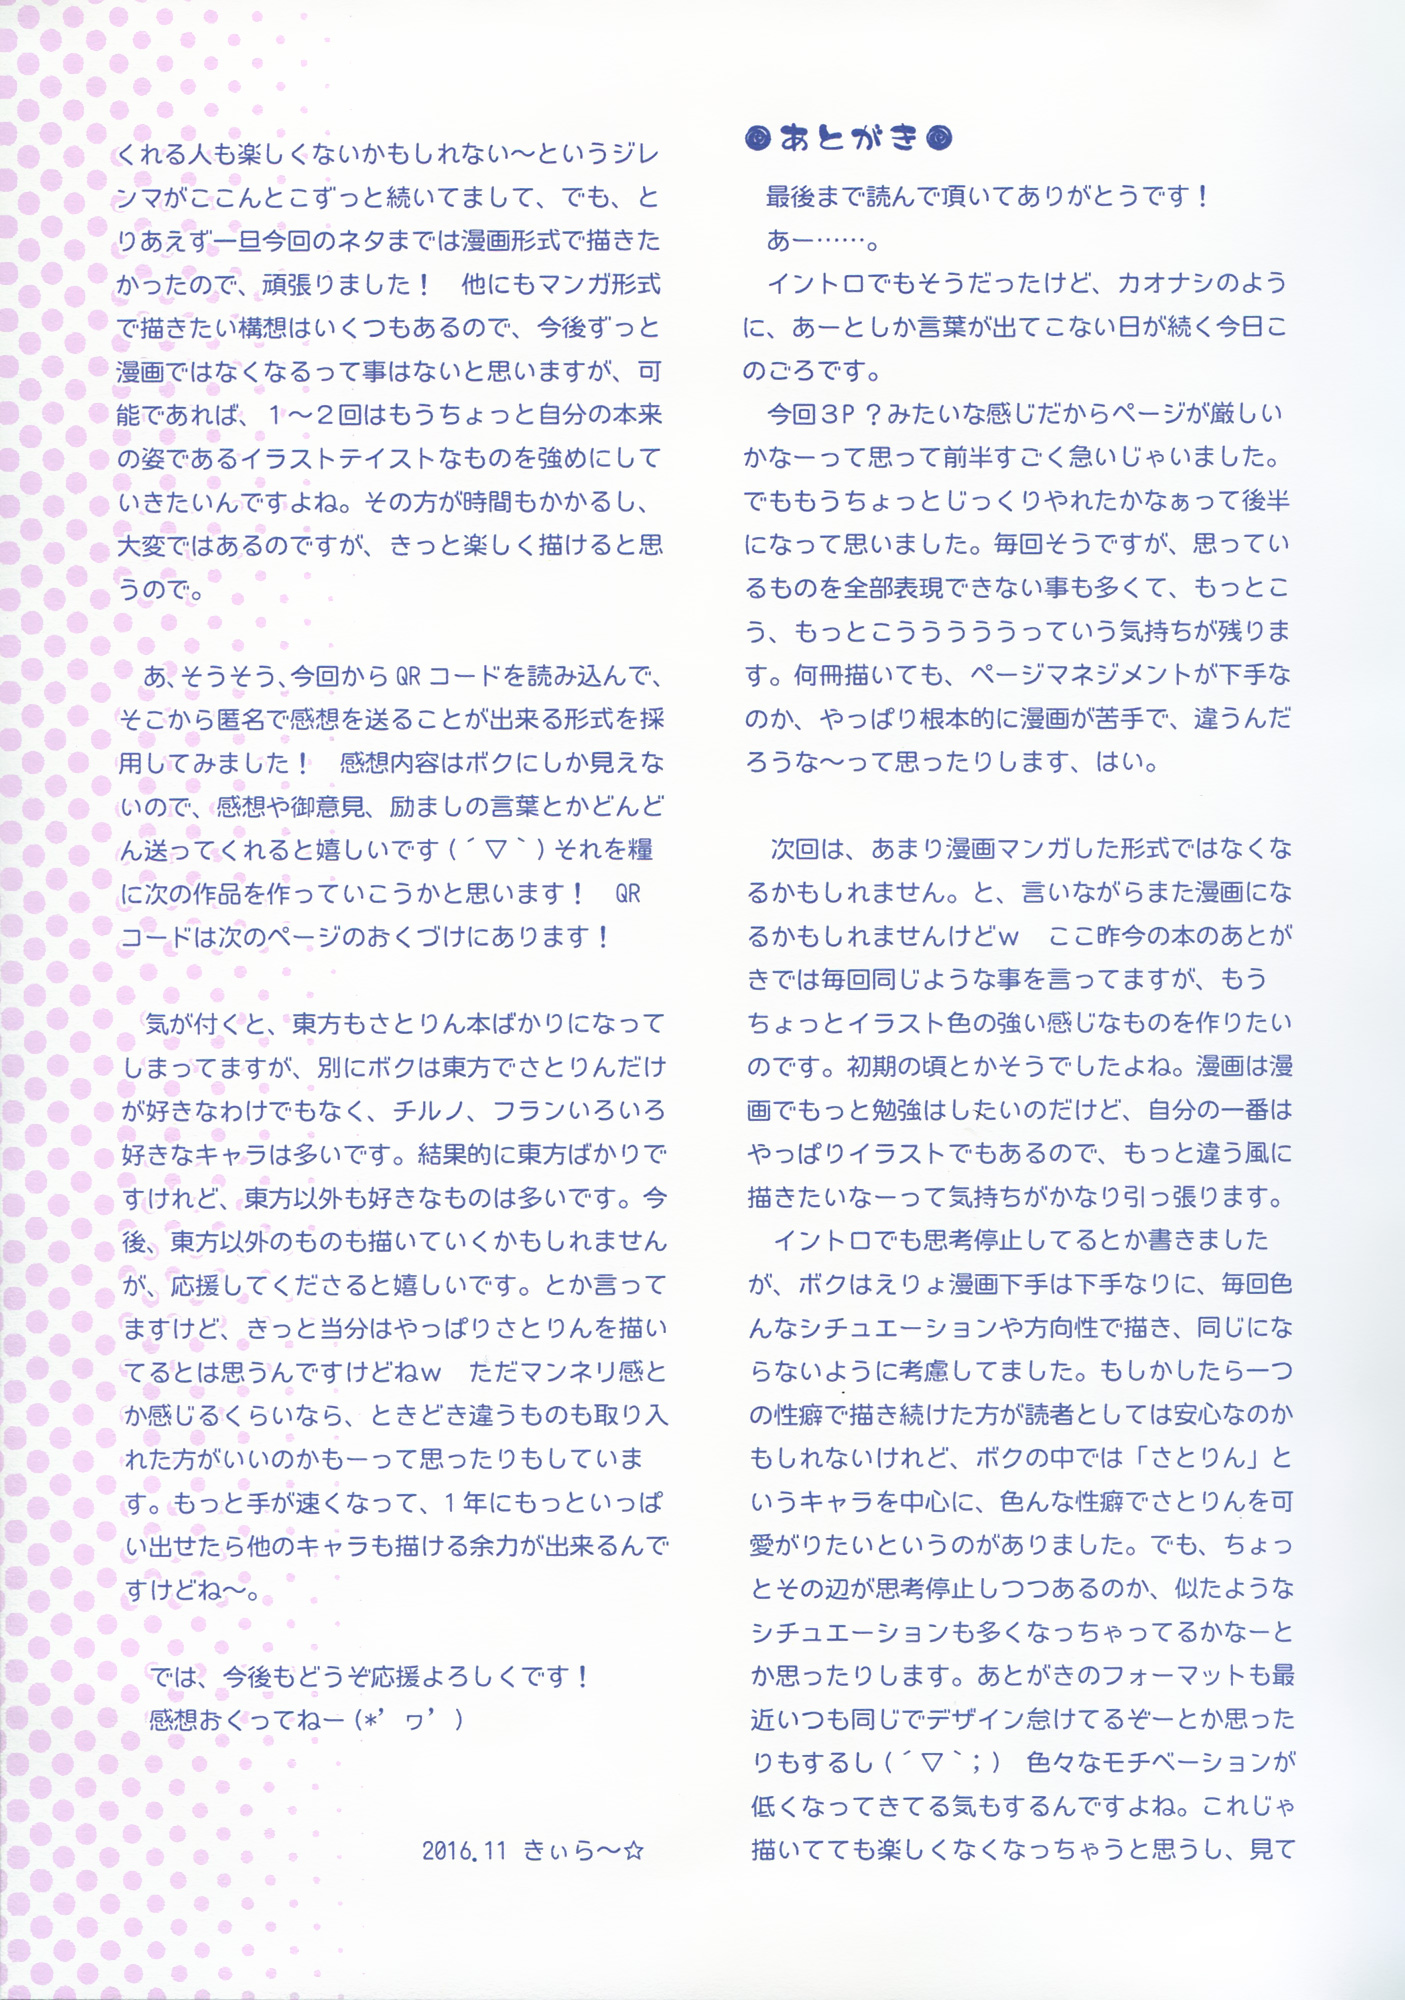 ◎あとがき◎
最後まで読んで頂いてありがとうです！
あー……。
イントロでもそうだったけど、カオナシのよう
に、あーとしか言葉が出てこない日が続く今日こ
のごろです。
今回３P？みたいな感じだからページが厳しい
かなーって思って前半すごく急いじゃいました。
でももうちょっとじっくりやれたかなぁって後半
になって思いました。毎回そうですが、思ってい
るものを全部表現できない事も多くて、もっとこ
う、もっとこうううううっていう気持ちが残りま
す。何冊描いても、ページマネジメントが下手な
のか、やっぱり根本的に漫画が苦手で、違うんだ
ろうな～って思ったりします、はい。
次回は、あまり漫画マンガした形式ではなくな
るかもしれません。と、言いながらまた漫画にな
るかもしれませんけどｗ　ここ昨今の本のあとが
きでは毎回同じような事を言ってますが、もう
ちょっとイラスト色の強い感じなものを作りたい
のです。初期の頃とかそうでしたよね。漫画は漫
画でもっと勉強はしたいのだけど、自分の一番は
やっぱりイラストでもあるので、もっと違う風に
描きたいなーって気持ちがかなり引っ張ります。
イントロでも思考停止してるとか書きました
が、ボクはえりょ漫画下手は下手なりに、毎回色
んなシチュエーションや方向性で描き、同じにな
らないように考慮してました。もしかしたら一つ
の性癖で描き続けた方が読者としては安心なのか
もしれないけれど、ボクの中では「さとりん」と
いうキャラを中心に、色んな性癖でさとりんを可
愛がりたいというのがありました。でも、ちょっ
とその辺が思考停止しつつあるのか、似たような
シチュエーションも多くなっちゃってるかなーと
か思ったりします。あとがきのフォーマットも最
近いつも同じでデザイン怠けてるぞーとか思った
りもするし(´▽｀；)　色々なモチベーションが
低くなってきてる気もするんですよね。これじゃ
描いてても楽しくなくなっちゃうと思うし、見て
くれる人も楽しくないかもしれない～というジレ
ンマがここんとこずっと続いてまして、でも、と
りあえず一旦今回のネタまでは漫画形式で描きた
かったので、頑張りました！　他にもマンガ形式
で描きたい構想はいくつもあるので、今後ずっと
漫画ではなくなるって事はないと思いますが、可
能であれば、１～２回はもうちょっと自分の本来
の姿であるイラストテイストなものを強めにして
いきたいんですよね。その方が時間もかかるし、
大変ではあるのですが、きっと楽しく描けると思
うので。
あ、そうそう、今回からQRコードを読み込んで、
そこから匿名で感想を送ることが出来る形式を採
用してみました！　感想内容はボクにしか見えな
いので、感想や御意見、励ましの言葉とかどんど
ん送ってくれると嬉しいです(´▽｀)それを糧
に次の作品を作っていこうかと思います！　QR
コードは次のページのおくづけにあります！
気が付くと、東方もさとりん本ばかりになって
しまってますが、別にボクは東方でさとりんだけ
が好きなわけでもなく、チルノ、フランいろいろ
好きなキャラは多いです。結果的に東方ばかりで
すけれど、東方以外も好きなものは多いです。今
後、東方以外のものも描いていくかもしれません
が、応援してくださると嬉しいです。とか言って
ますけど、きっと当分はやっぱりさとりんを描い
てるとは思うんですけどねｗ　ただマンネリ感と
か感じるくらいなら、ときどき違うものも取り入
れた方がいいのかもーって思ったりもしていま
す。もっと手が速くなって、１年にもっといっぱ
い出せたら他のキャラも描ける余力が出来るんで
すけどね～。
では、今後もどうぞ応援よろしくです！
感想おくってねー(*’ヮ’)
2016.11 きぃら～☆